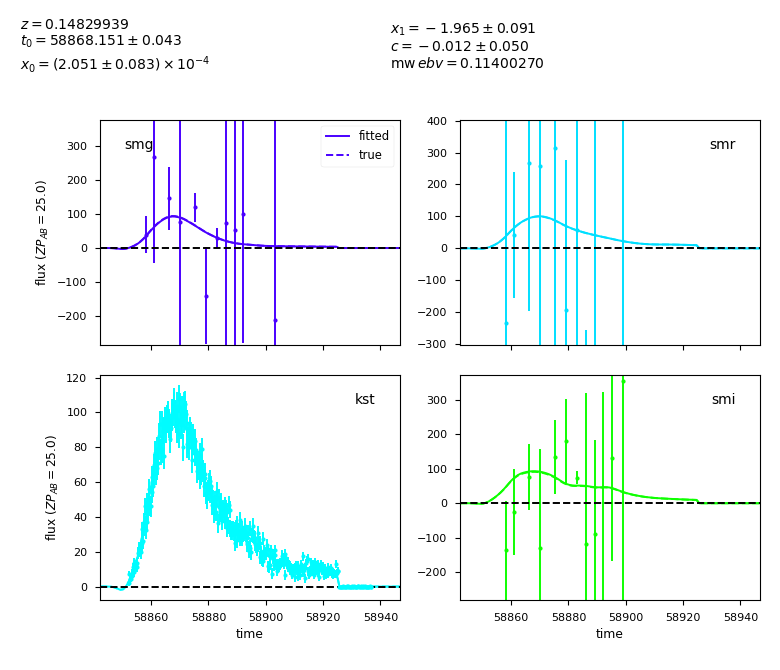 z = 0.14829939
t₀ = 58868.151 ± 0.043
x₀ = (2.051 ± 0.083) × 10⁻⁴
x₁ = −1.965 ± 0.091
c = −0.012 ± 0.050
mw ebv = 0.11400270
smg
fitted
true
300
200
100
0
−100
−200
flux (ZP_AB = 25.0)
smr
400
300
200
100
0
−100
−200
−300
kst
120
100
80
60
40
20
0
flux (ZP_AB = 25.0)
58860 58880 58900 58920 58940
time
smi
300
200
100
0
−100
−200
58860 58880 58900 58920 58940
time